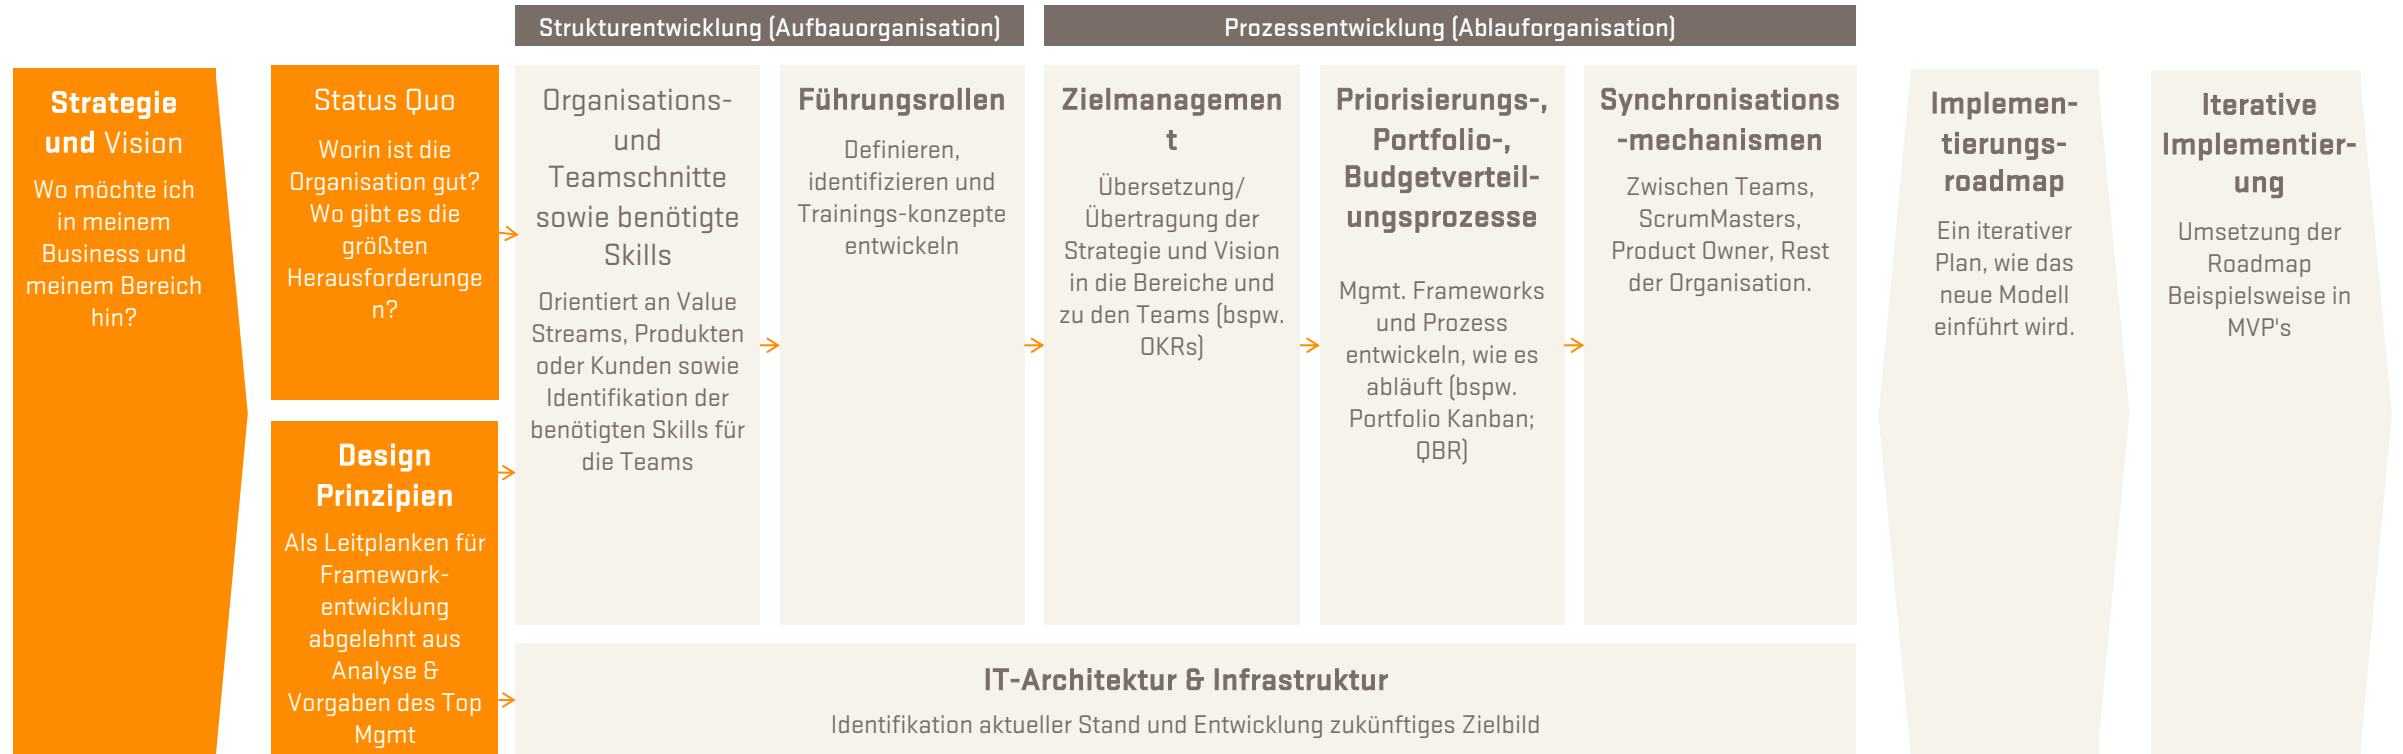 Strukturentwicklung (Aufbauorganisation)
Prozessentwicklung (Ablauforganisation)
Strategie
und Vision
Wo möchte ich
in meinem
Business und
meinem Bereich
hin?
Status Quo
Worin ist die
Organisation gut?
Wo gibt es die
größten
Herausforderunge
n?
Design
Prinzipien
Als Leitplanken für
Framework-
entwicklung
abgelehnt aus
Analyse &
Vorgaben des Top
Mgmt
Organisations-
und
Teamschnitte
sowie benötigte
Skills
Orientiert an Value
Streams, Produkten
oder Kunden sowie
Identifikation der
benötigten Skills für
die Teams
Führungsrollen
Definieren,
identifizieren und
Trainings-konzepte
entwickeln
Zielmanagemen
t
Übersetzung/
Übertragung der
Strategie und Vision
in die Bereiche und
zu den Teams (bspw.
OKRs)
Priorisierungs-,
Portfolio-,
Budgetverteil-
ungsprozesse
Mgmt. Frameworks
und Prozess
entwickeln, wie es
abläuft (bspw.
Portfolio Kanban;
QBR)
Synchronisations
-mechanismen
Zwischen Teams,
ScrumMasters,
Product Owner, Rest
der Organisation.
IT-Architektur & Infrastruktur
Identifikation aktueller Stand und Entwicklung zukünftiges Zielbild
Implemen-
tierungs-
roadmap
Ein iterativer
Plan, wie das
neue Modell
einführt wird.
Iterative
Implementier-
ung
Umsetzung der
Roadmap
Beispielsweise in
MVP's